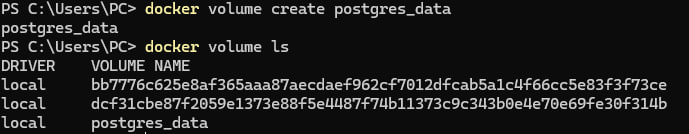 PS C:\Users\PC> docker volume create postgres_data
postgres_data
PS C:\Users\PC> docker volume ls
DRIVER    VOLUME NAME
local     bb7776c625e8af365aaa87aecdaef962cf7012dfcab5a1c4f66cc5e83f3f73ce
local     dcf31cbe87f2059e1373e88f5e4487f74b11373c9c343b0e4e70e69fe30f314b
local     postgres_data